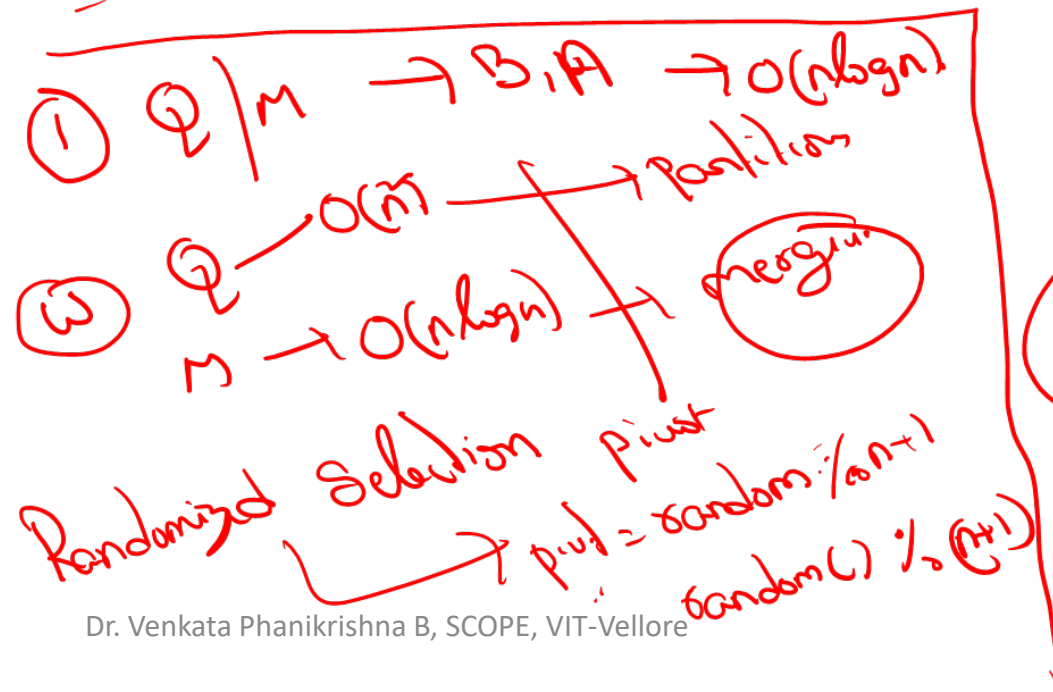 ① Q | M → B, A → O(nlogn)
Q — O(n²) → partition
Ⓦ
M → O(nlogn) → merging
Randomized Selection pivot
pivot = random % n+1
random() % (n+1)
Dr. Venkata Phanikrishna B, SCOPE, VIT-Vellore